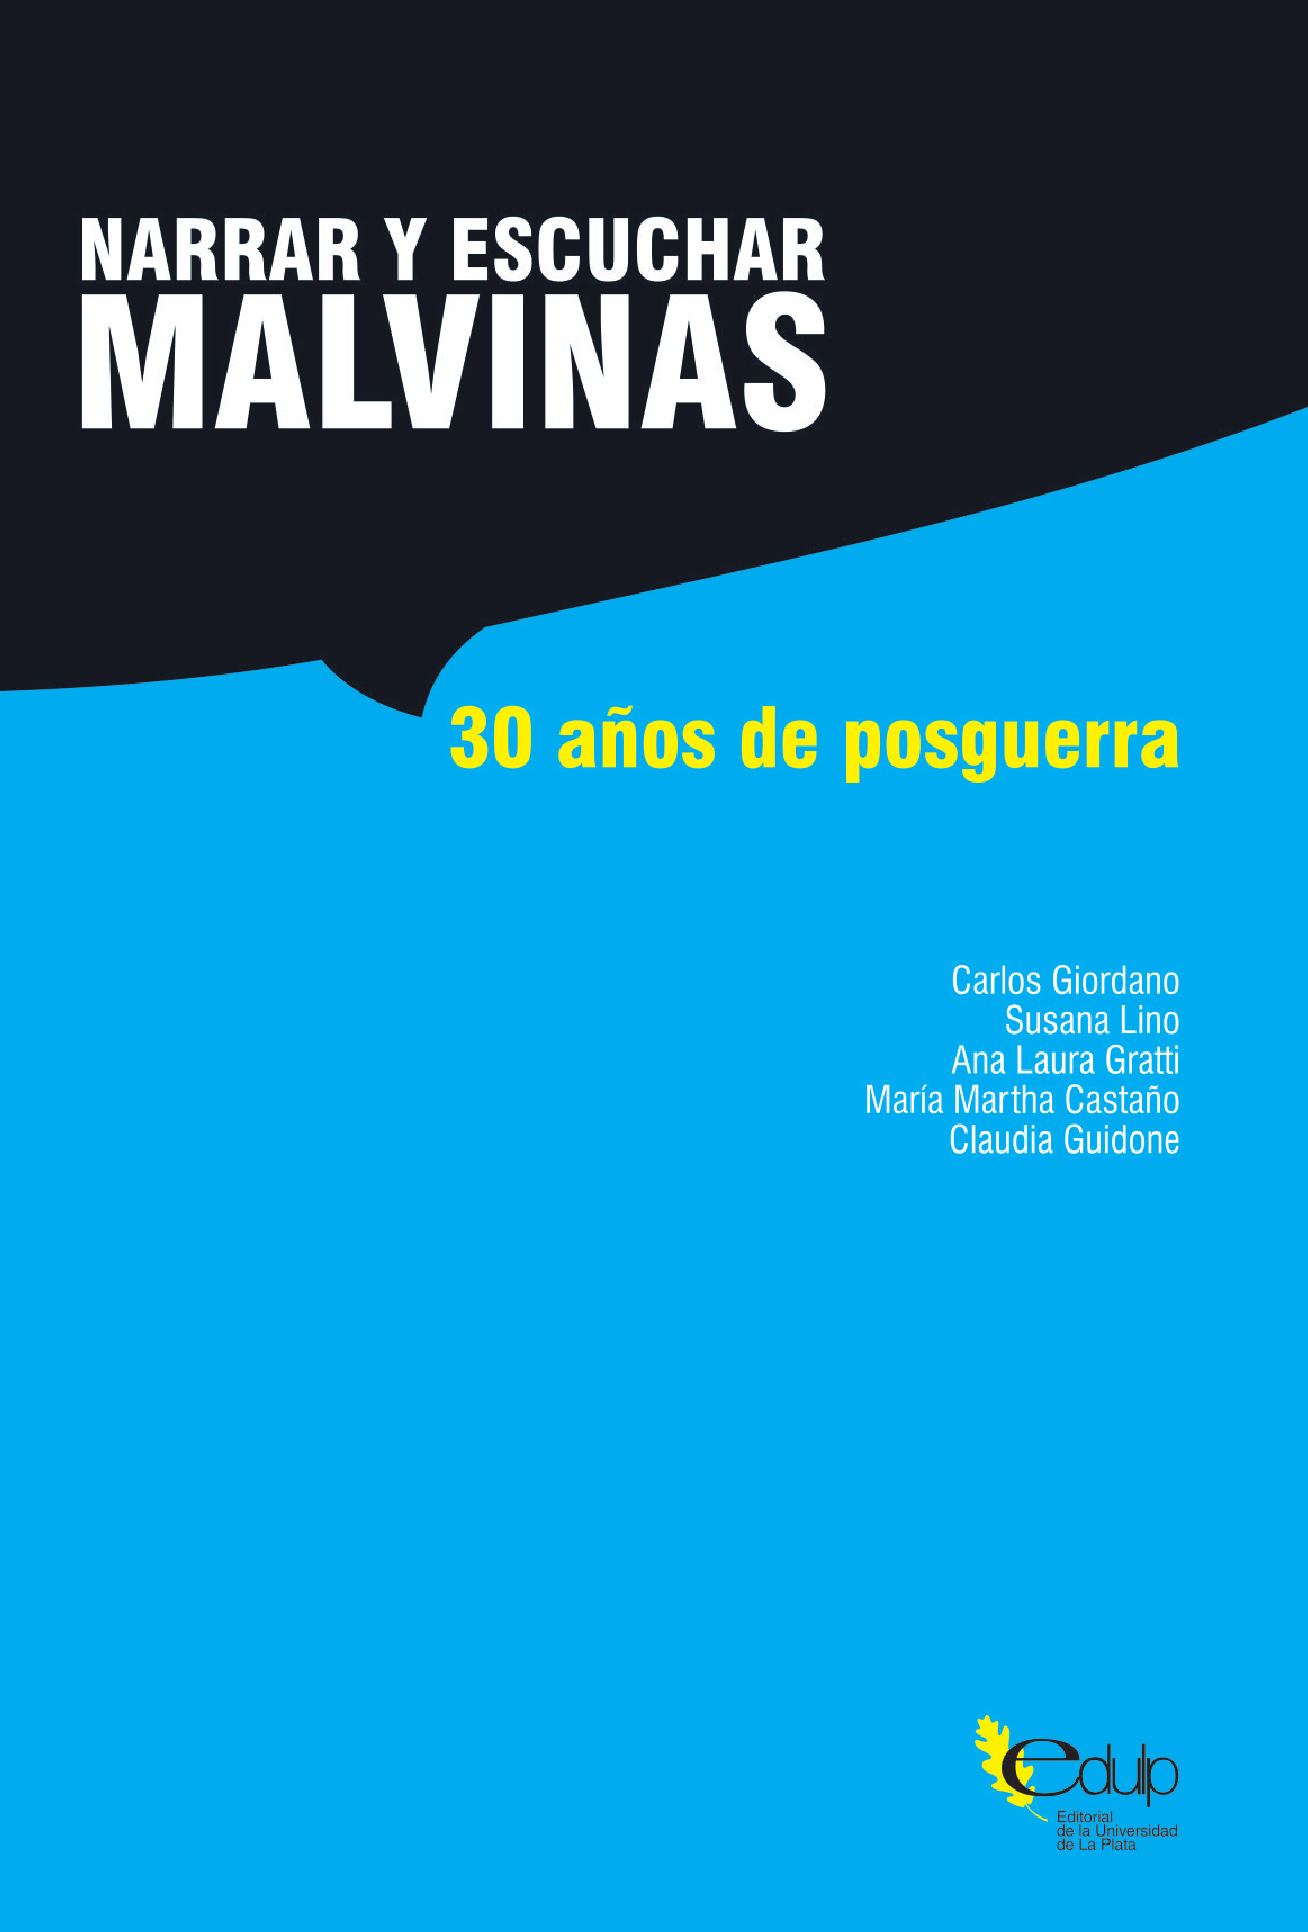 NARRAR Y ESCUCHAR
MALVINAS
30 años de posguerra
Carlos Giordano
Susana Lino
Ana Laura Gratti
María Martha Castaño
Claudia Guidone
edulp
Editorial
de la Universidad
de La Plata